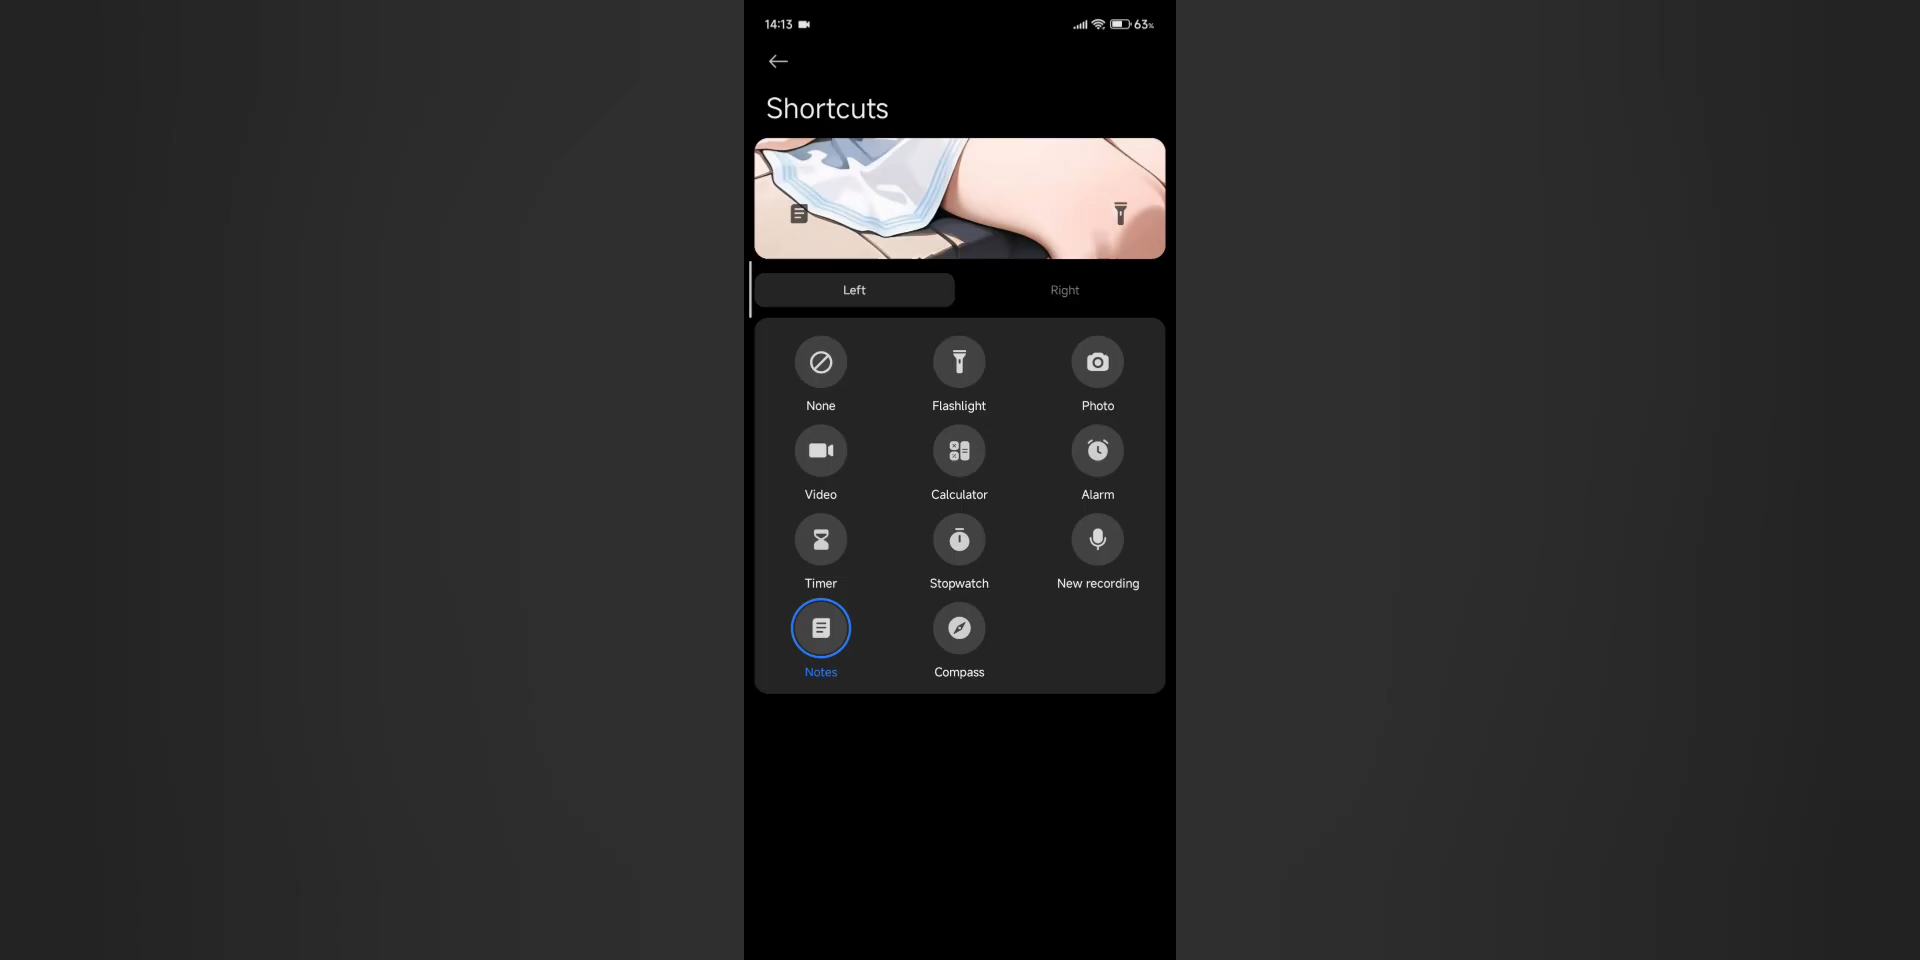 14:13 63%
Shortcuts
Left Right
None Flashlight Photo
Video Calculator Alarm
Timer Stopwatch New recording
Notes Compass